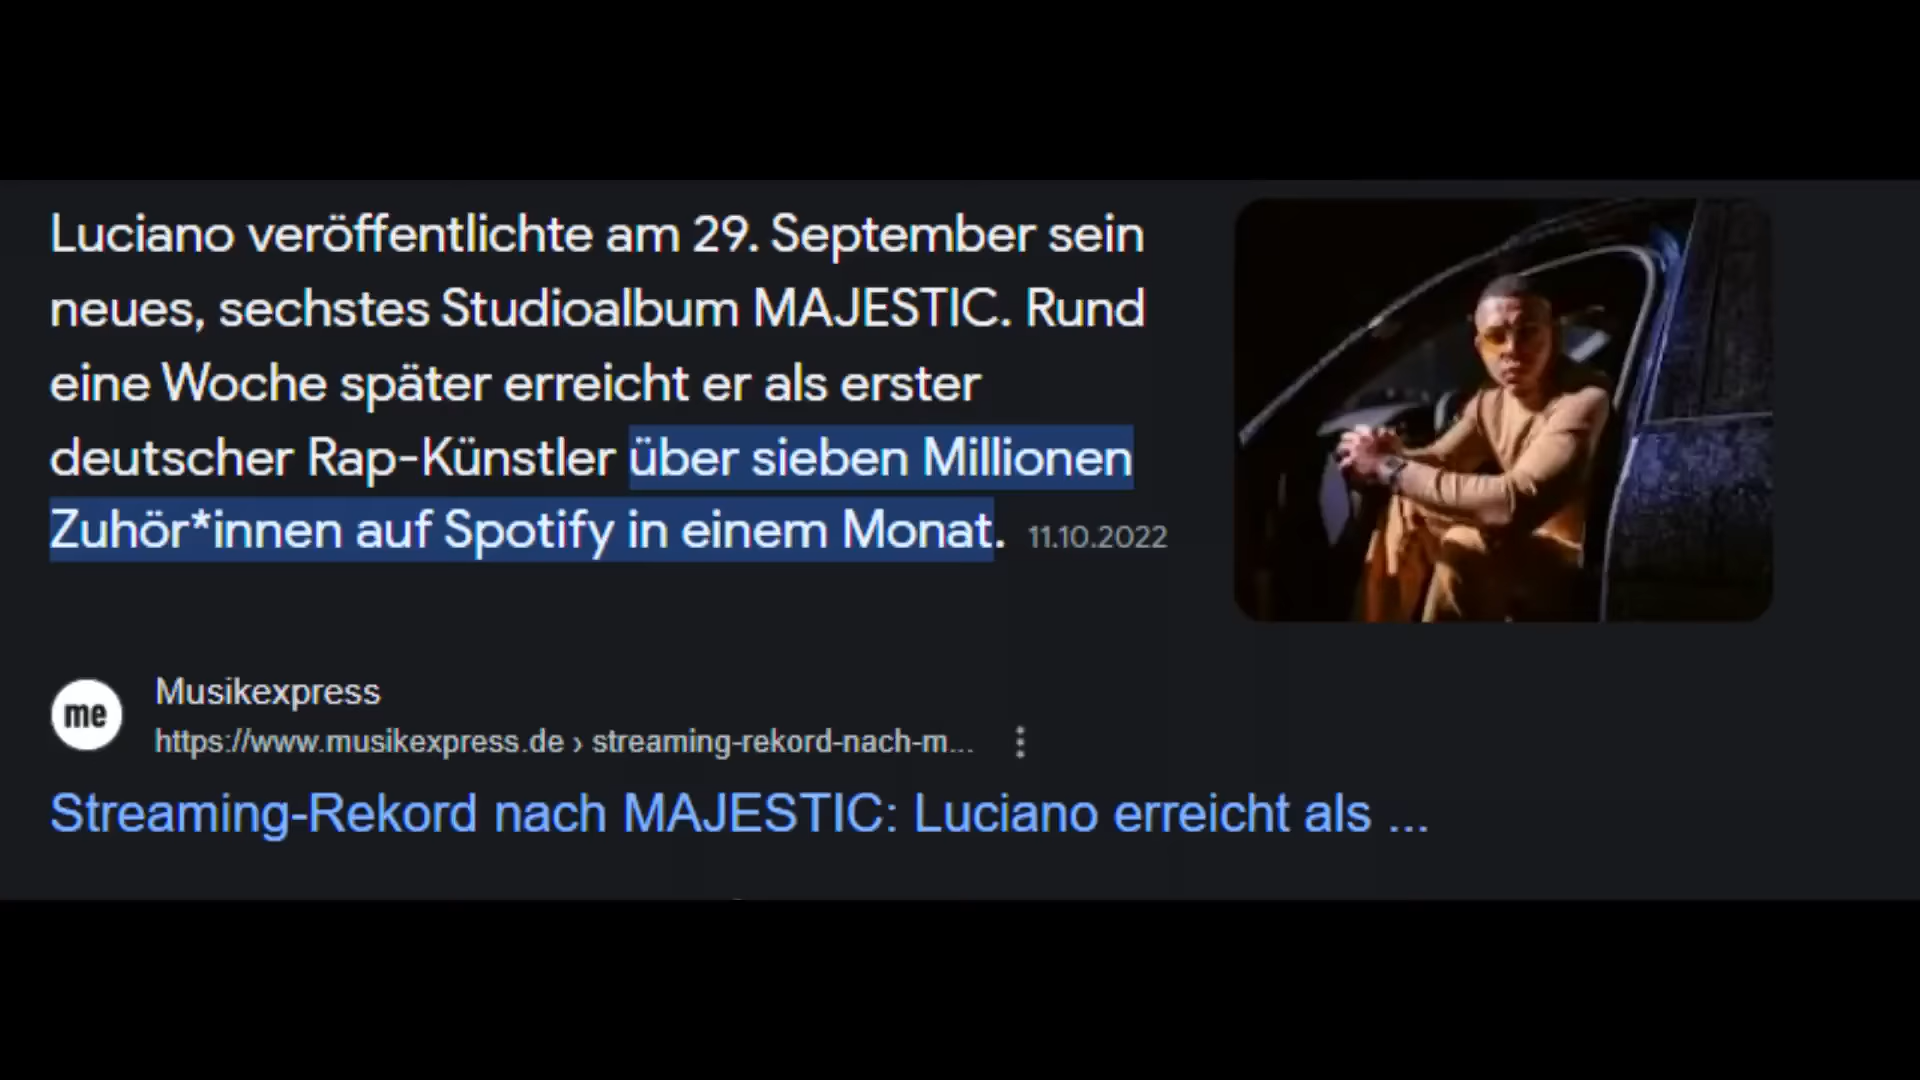 Luciano veröffentlichte am 29. September sein
neues, sechstes Studioalbum MAJESTIC. Rund
eine Woche später erreicht er als erster
deutscher Rap-Künstler über sieben Millionen
Zuhör*innen auf Spotify in einem Monat. 11.10.2022
me
Musikexpress
https://www.musikexpress.de › streaming-rekord-nach-m...
Streaming-Rekord nach MAJESTIC: Luciano erreicht als ...